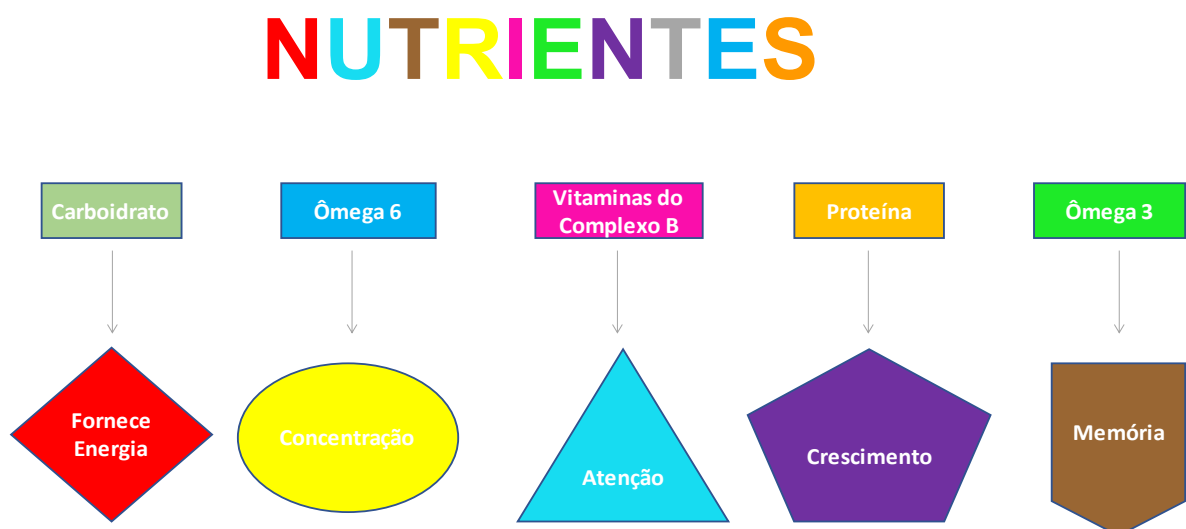 NUTRIENTES
Carboidrato
Ômega 6
Vitaminas do
Complexo B
Proteína
Ômega 3
Fornece
Energia
Concentração
Atenção
Crescimento
Memória